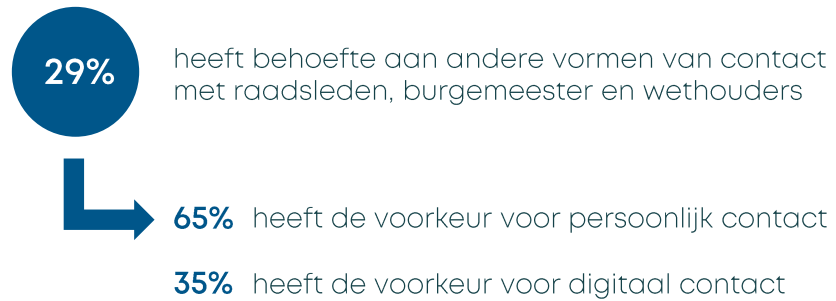 29%
heeft behoefte aan andere vormen van contact
met raadsleden, burgemeester en wethouders
65% heeft de voorkeur voor persoonlijk contact
35% heeft de voorkeur voor digitaal contact